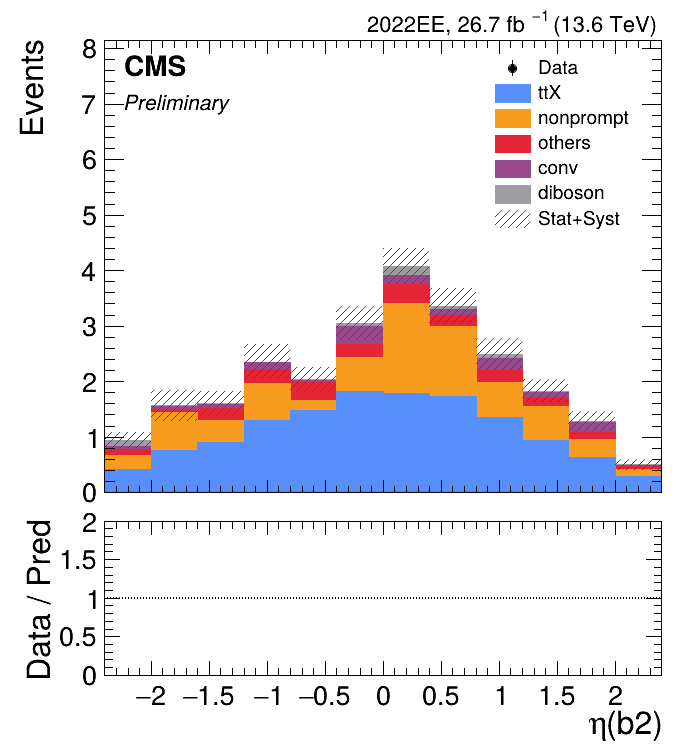 2022EE, 26.7 fb⁻¹ (13.6 TeV)
CMS
Preliminary
Data
ttX
nonprompt
others
conv
diboson
Stat+Syst
Events
8
7
6
5
4
3
2
1
0
Data / Pred
2
1.5
1
0.5
0
−2 −1.5 −1 −0.5 0 0.5 1 1.5 2
η(b2)